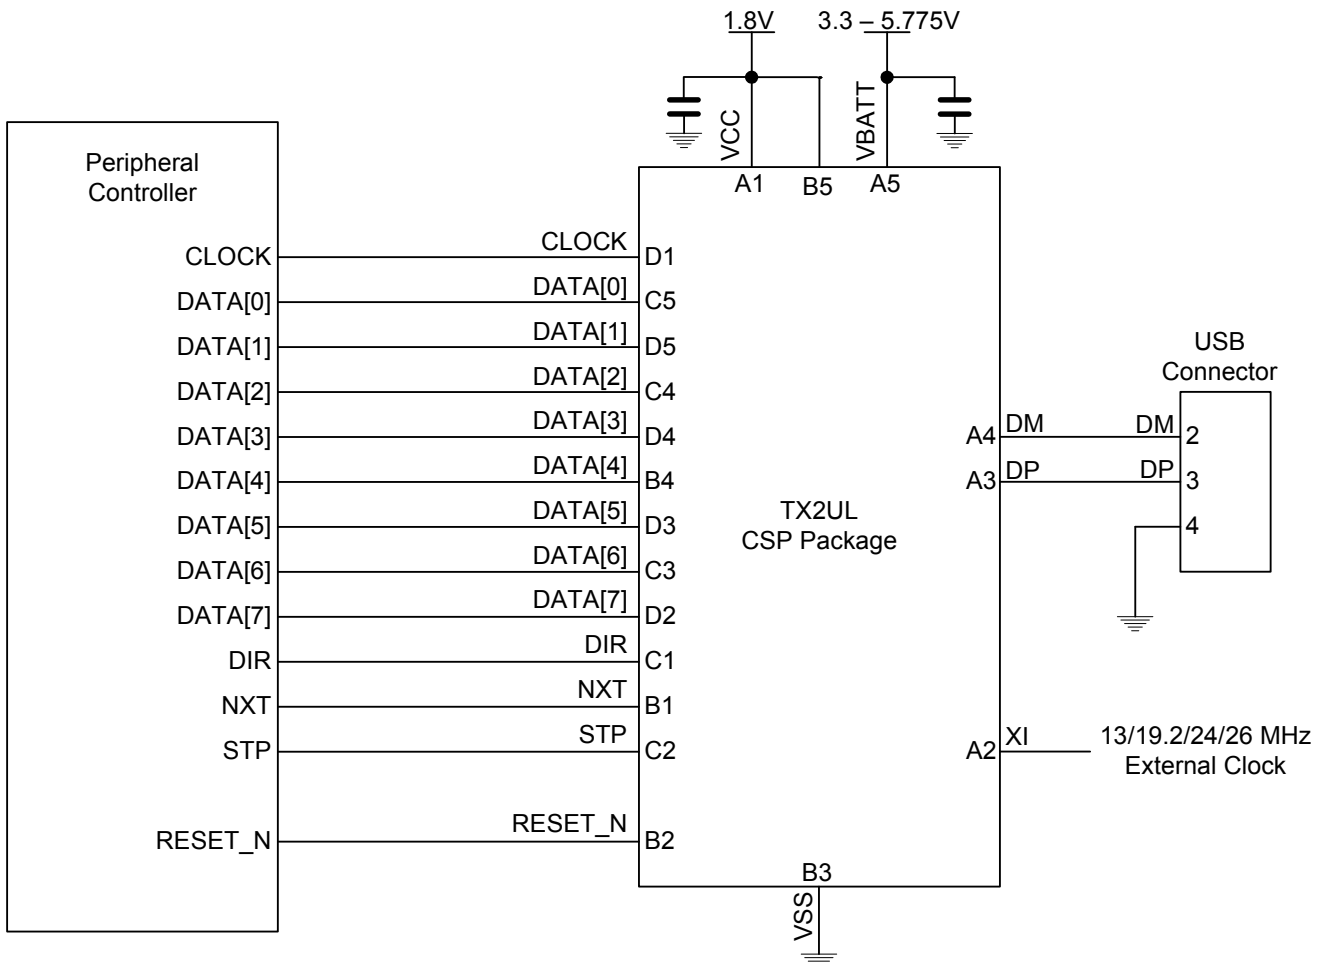 1.8V
3.3 – 5.775V
VCC
VBATT
A1
B5
A5
Peripheral
Controller
CLOCK
CLOCK
D1
DATA[0]
DATA[0]
C5
DATA[1]
DATA[1]
D5
DATA[2]
DATA[2]
C4
DATA[3]
DATA[3]
D4
DATA[4]
DATA[4]
B4
DATA[5]
DATA[5]
D3
DATA[6]
DATA[6]
C3
DATA[7]
DATA[7]
D2
DIR
DIR
C1
NXT
NXT
B1
STP
STP
C2
RESET_N
RESET_N
B2
TX2UL
CSP Package
USB
Connector
A4
DM
DM
2
A3
DP
DP
3
4
A2
XI
13/19.2/24/26 MHz
External Clock
B3
VSS